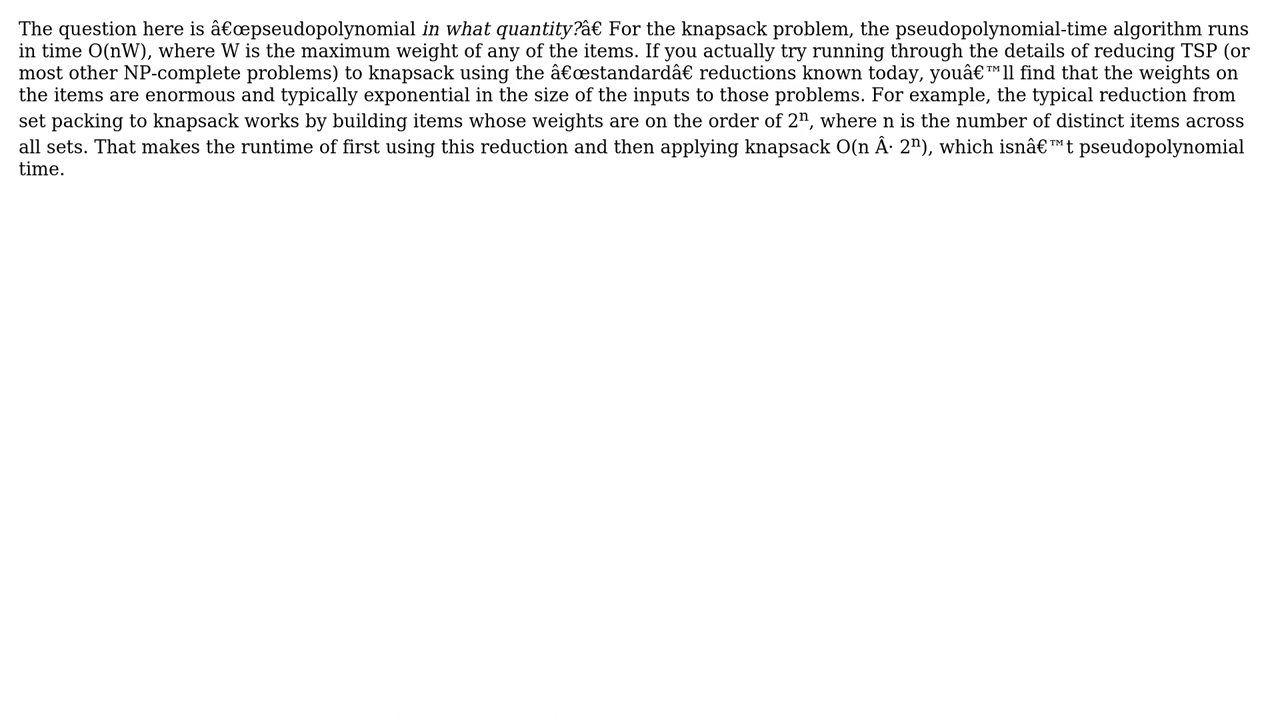 The question here is â€œpseudopolynomial in what quantity?â€ For the knapsack problem, the pseudopolynomial-time algorithm runs
in time O(nW), where W is the maximum weight of any of the items. If you actually try running through the details of reducing TSP (or
most other NP-complete problems) to knapsack using the â€œstandardâ€ reductions known today, youâ€™ll find that the weights on
the items are enormous and typically exponential in the size of the inputs to those problems. For example, the typical reduction from
set packing to knapsack works by building items whose weights are on the order of 2ⁿ, where n is the number of distinct items across
all sets. That makes the runtime of first using this reduction and then applying knapsack O(n Â· 2ⁿ), which isnâ€™t pseudopolynomial
time.